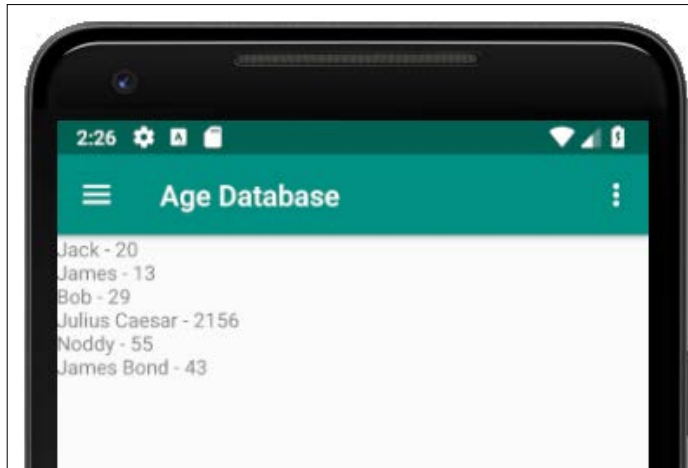 2:26
Age Database
Jack - 20
James - 13
Bob - 29
Julius Caesar - 2156
Noddy - 55
James Bond - 43